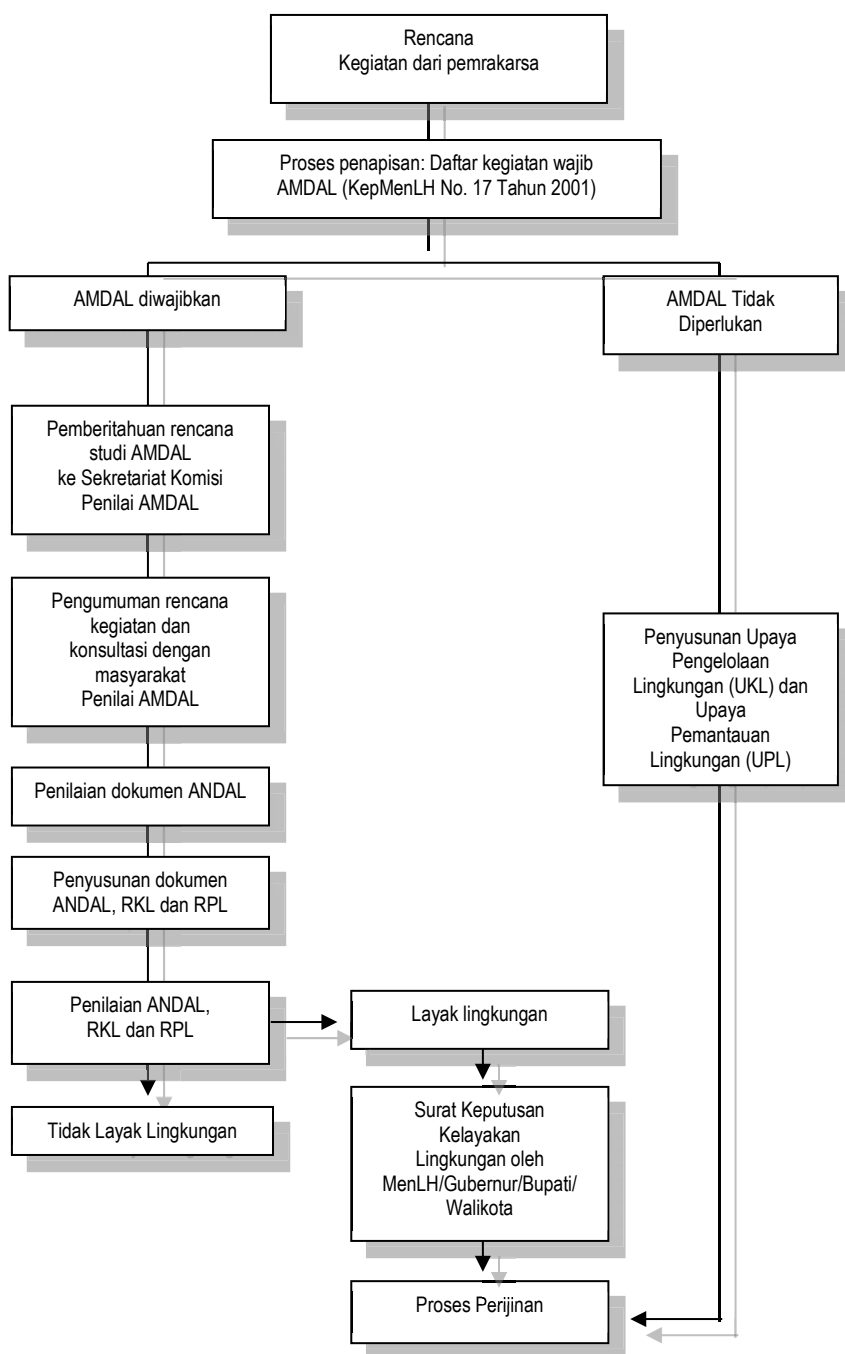 Rencana
Kegiatan dari pemrakarsa
Proses penapisan: Daftar kegiatan wajib
AMDAL (KepMenLH No. 17 Tahun 2001)
AMDAL diwajibkan
AMDAL Tidak
Diperlukan
Pemberitahuan rencana
studi AMDAL
ke Sekretariat Komisi
Penilai AMDAL
Pengumuman rencana
kegiatan dan
konsultasi dengan
masyarakat
Penilai AMDAL
Penyusunan Upaya
Pengelolaan
Lingkungan (UKL) dan
Upaya
Pemantauan
Lingkungan (UPL)
Penilaian dokumen ANDAL
Penyusunan dokumen
ANDAL, RKL dan RPL
Penilaian ANDAL,
RKL dan RPL
Layak lingkungan
Tidak Layak Lingkungan
Surat Keputusan
Kelayakan
Lingkungan oleh
MenLH/Gubernur/Bupati/
Walikota
Proses Perijinan